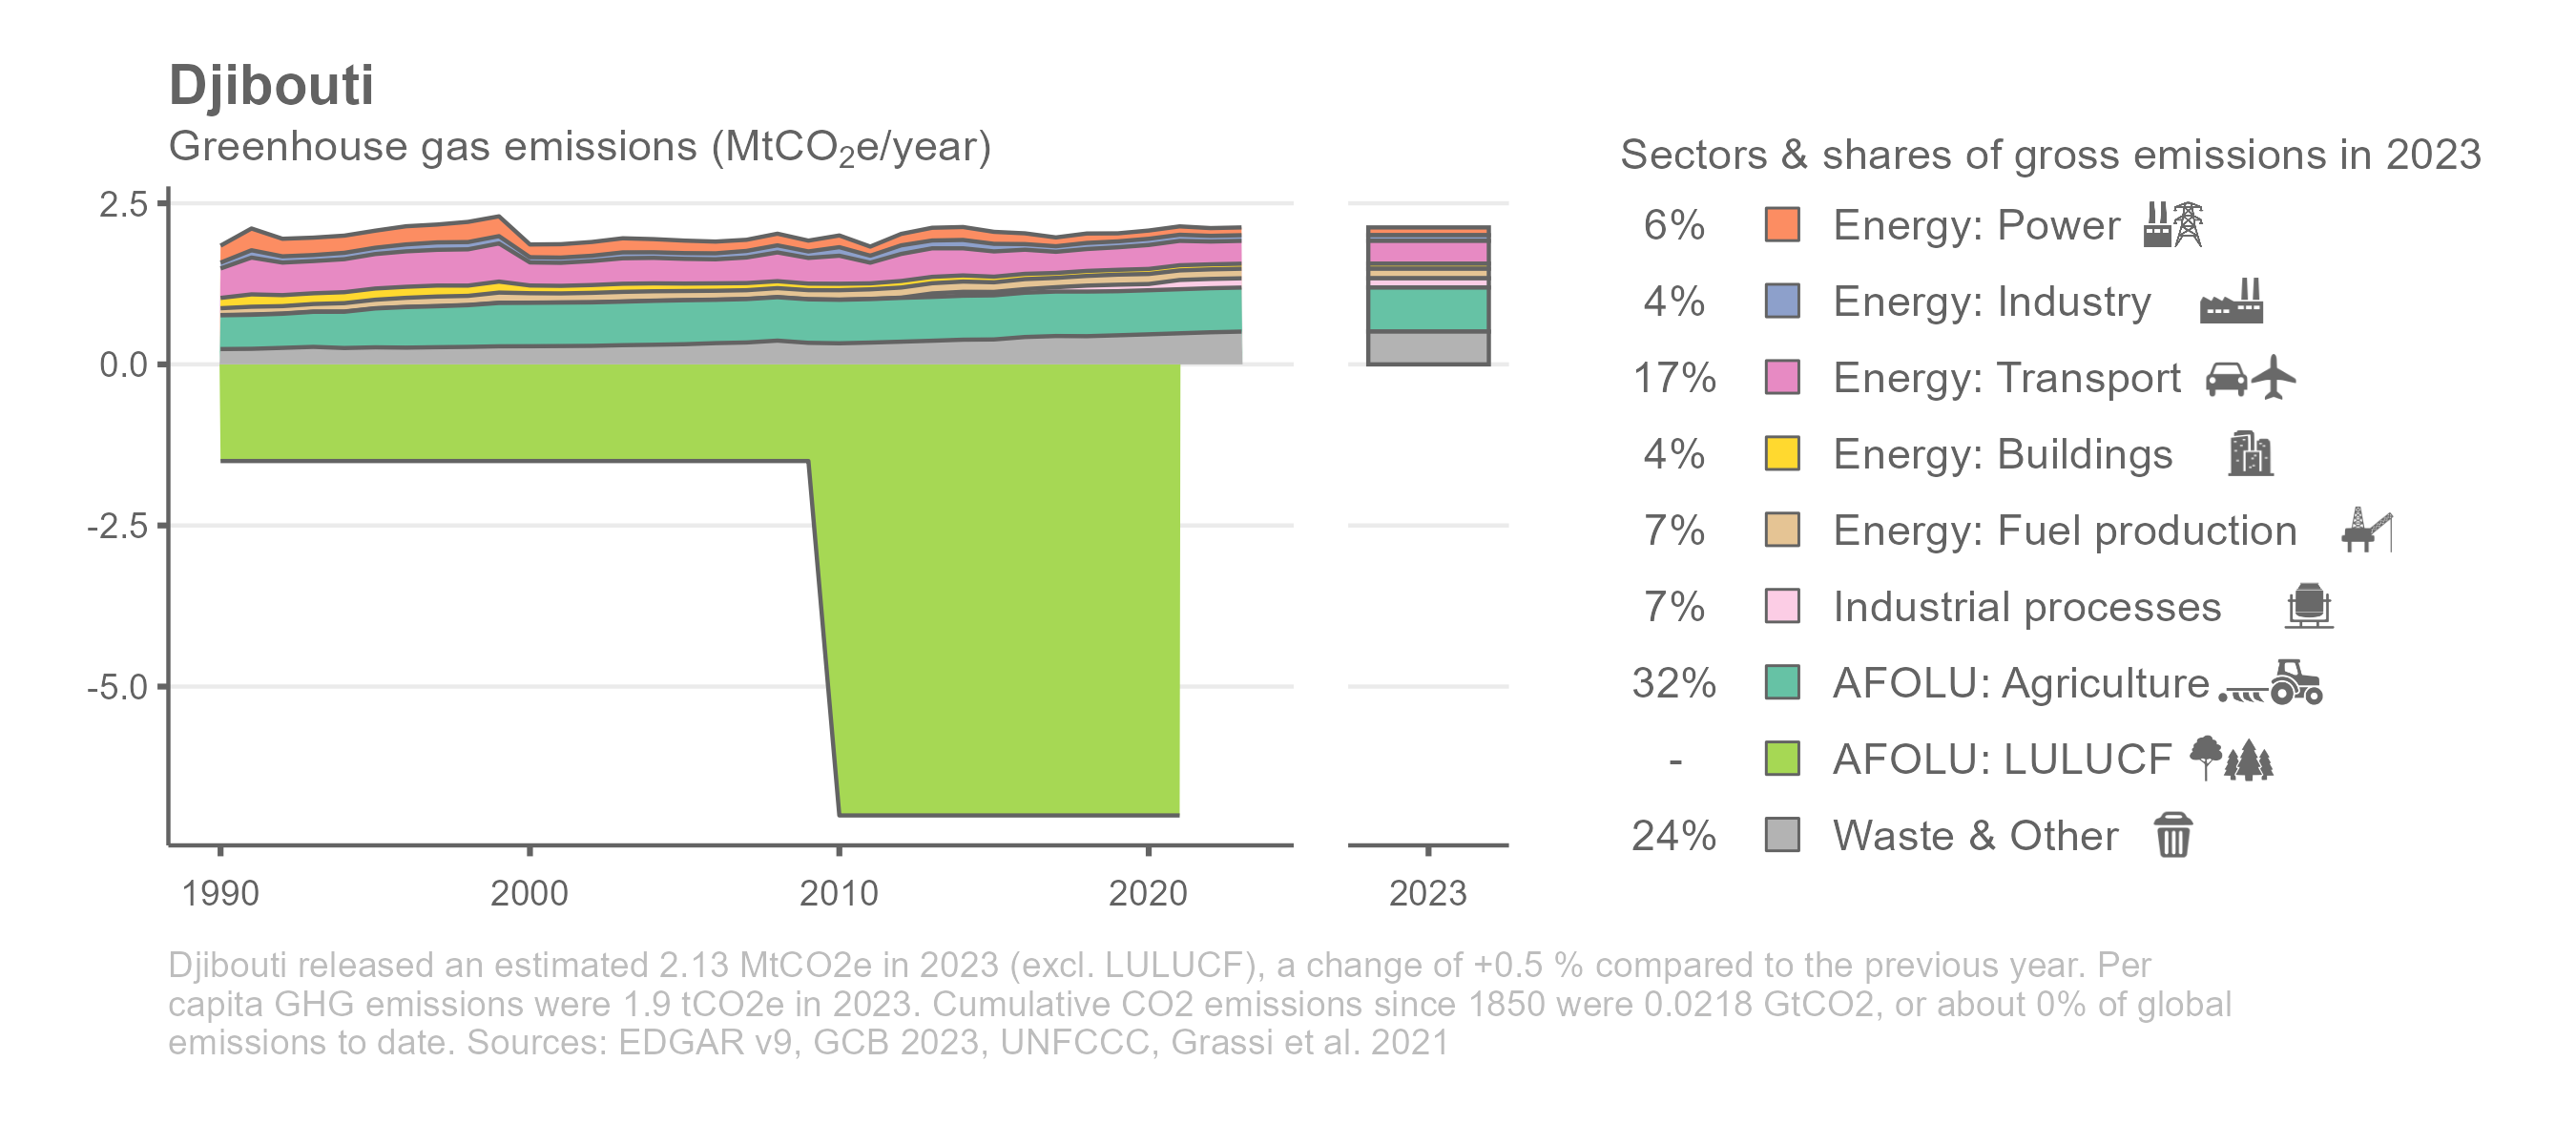 Djibouti
Greenhouse gas emissions (MtCO₂e/year)
2.5
0.0
-2.5
-5.0
1990
2000
2010
2020
2023
Sectors & shares of gross emissions in 2023
6% Energy: Power
4% Energy: Industry
17% Energy: Transport
4% Energy: Buildings
7% Energy: Fuel production
7% Industrial processes
32% AFOLU: Agriculture
- AFOLU: LULUCF
24% Waste & Other
Djibouti released an estimated 2.13 MtCO2e in 2023 (excl. LULUCF), a change of +0.5 % compared to the previous year. Per
capita GHG emissions were 1.9 tCO2e in 2023. Cumulative CO2 emissions since 1850 were 0.0218 GtCO2, or about 0% of global
emissions to date. Sources: EDGAR v9, GCB 2023, UNFCCC, Grassi et al. 2021